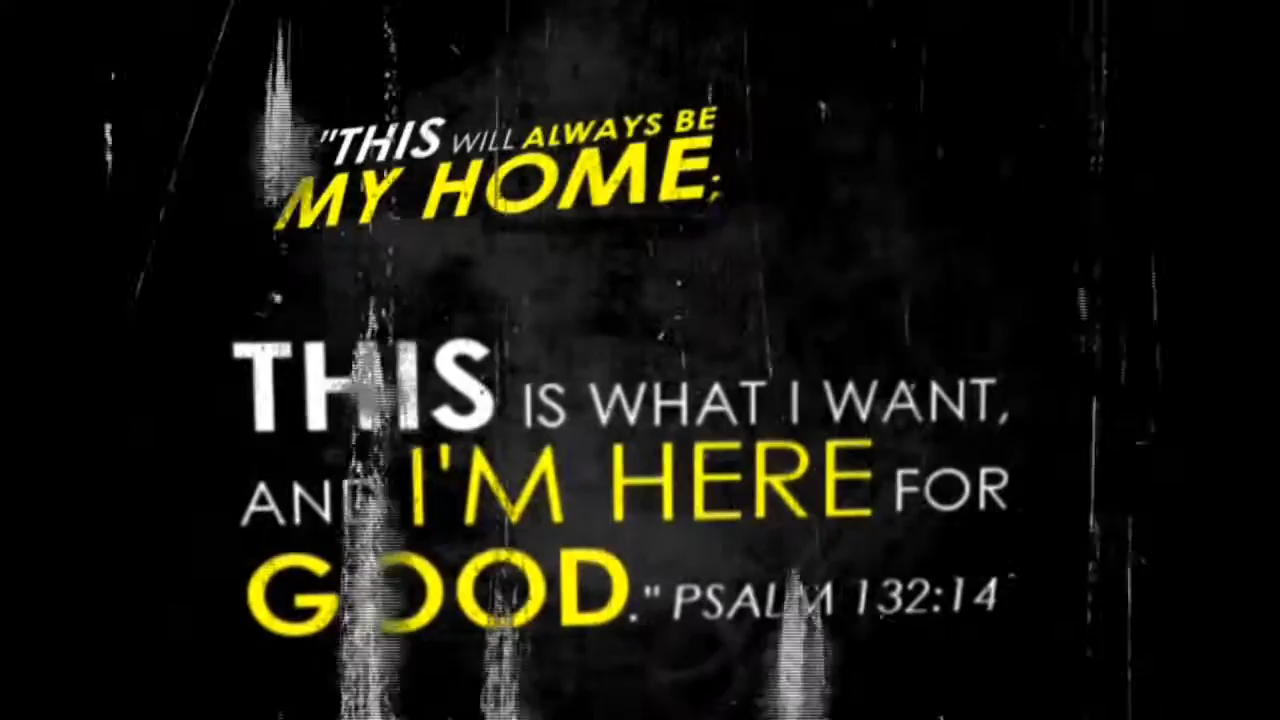 "THIS WILL ALWAYS BE
MY HOME;
THIS IS WHAT I WANT,
AND I'M HERE FOR
GOOD." PSALM 132:14